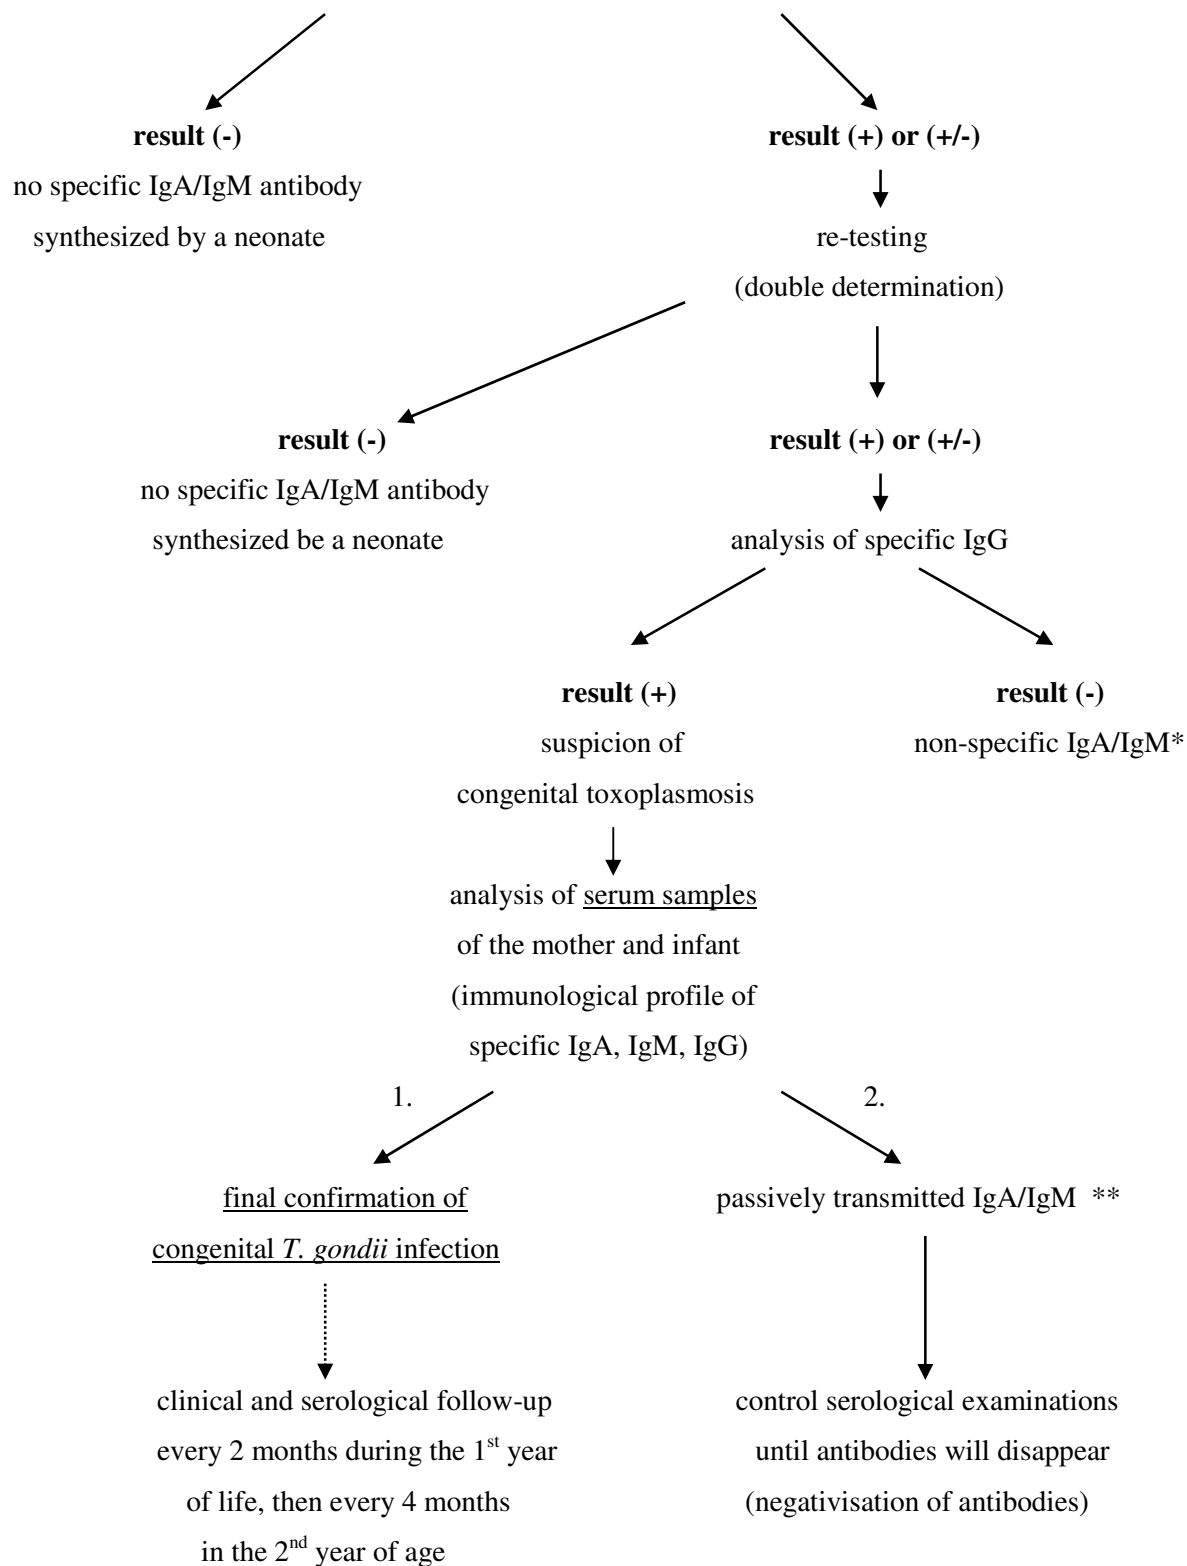 result (-)
no specific IgA/IgM antibody
synthesized by a neonate
result (+) or (+/-)
re-testing
(double determination)
result (-)
no specific IgA/IgM antibody
synthesized be a neonate
result (+) or (+/-)
analysis of specific IgG
result (+)
suspicion of
congenital toxoplasmosis
result (-)
non-specific IgA/IgM*
analysis of serum samples
of the mother and infant
(immunological profile of
specific IgA, IgM, IgG)
1.
final confirmation of
congenital T. gondii infection
clinical and serological follow-up
every 2 months during the 1st year
of life, then every 4 months
in the 2nd year of age
2.
passively transmitted IgA/IgM **
control serological examinations
until antibodies will disappear
(negativisation of antibodies)